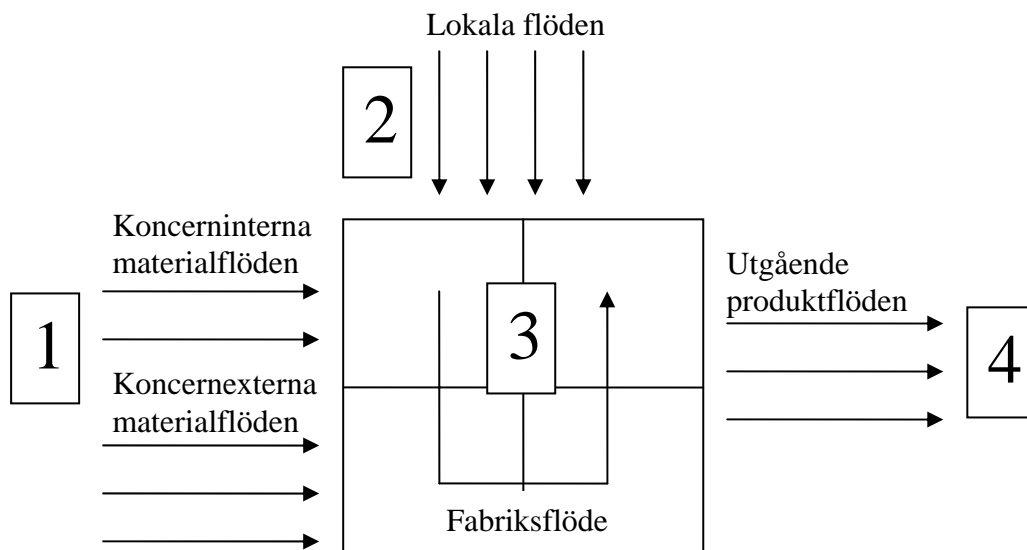 Lokala flöden
2
Koncerninterna
materialflöden
Utgående
produktflöden
1
3
4
Koncernexterna
materialflöden
Fabriksflöde